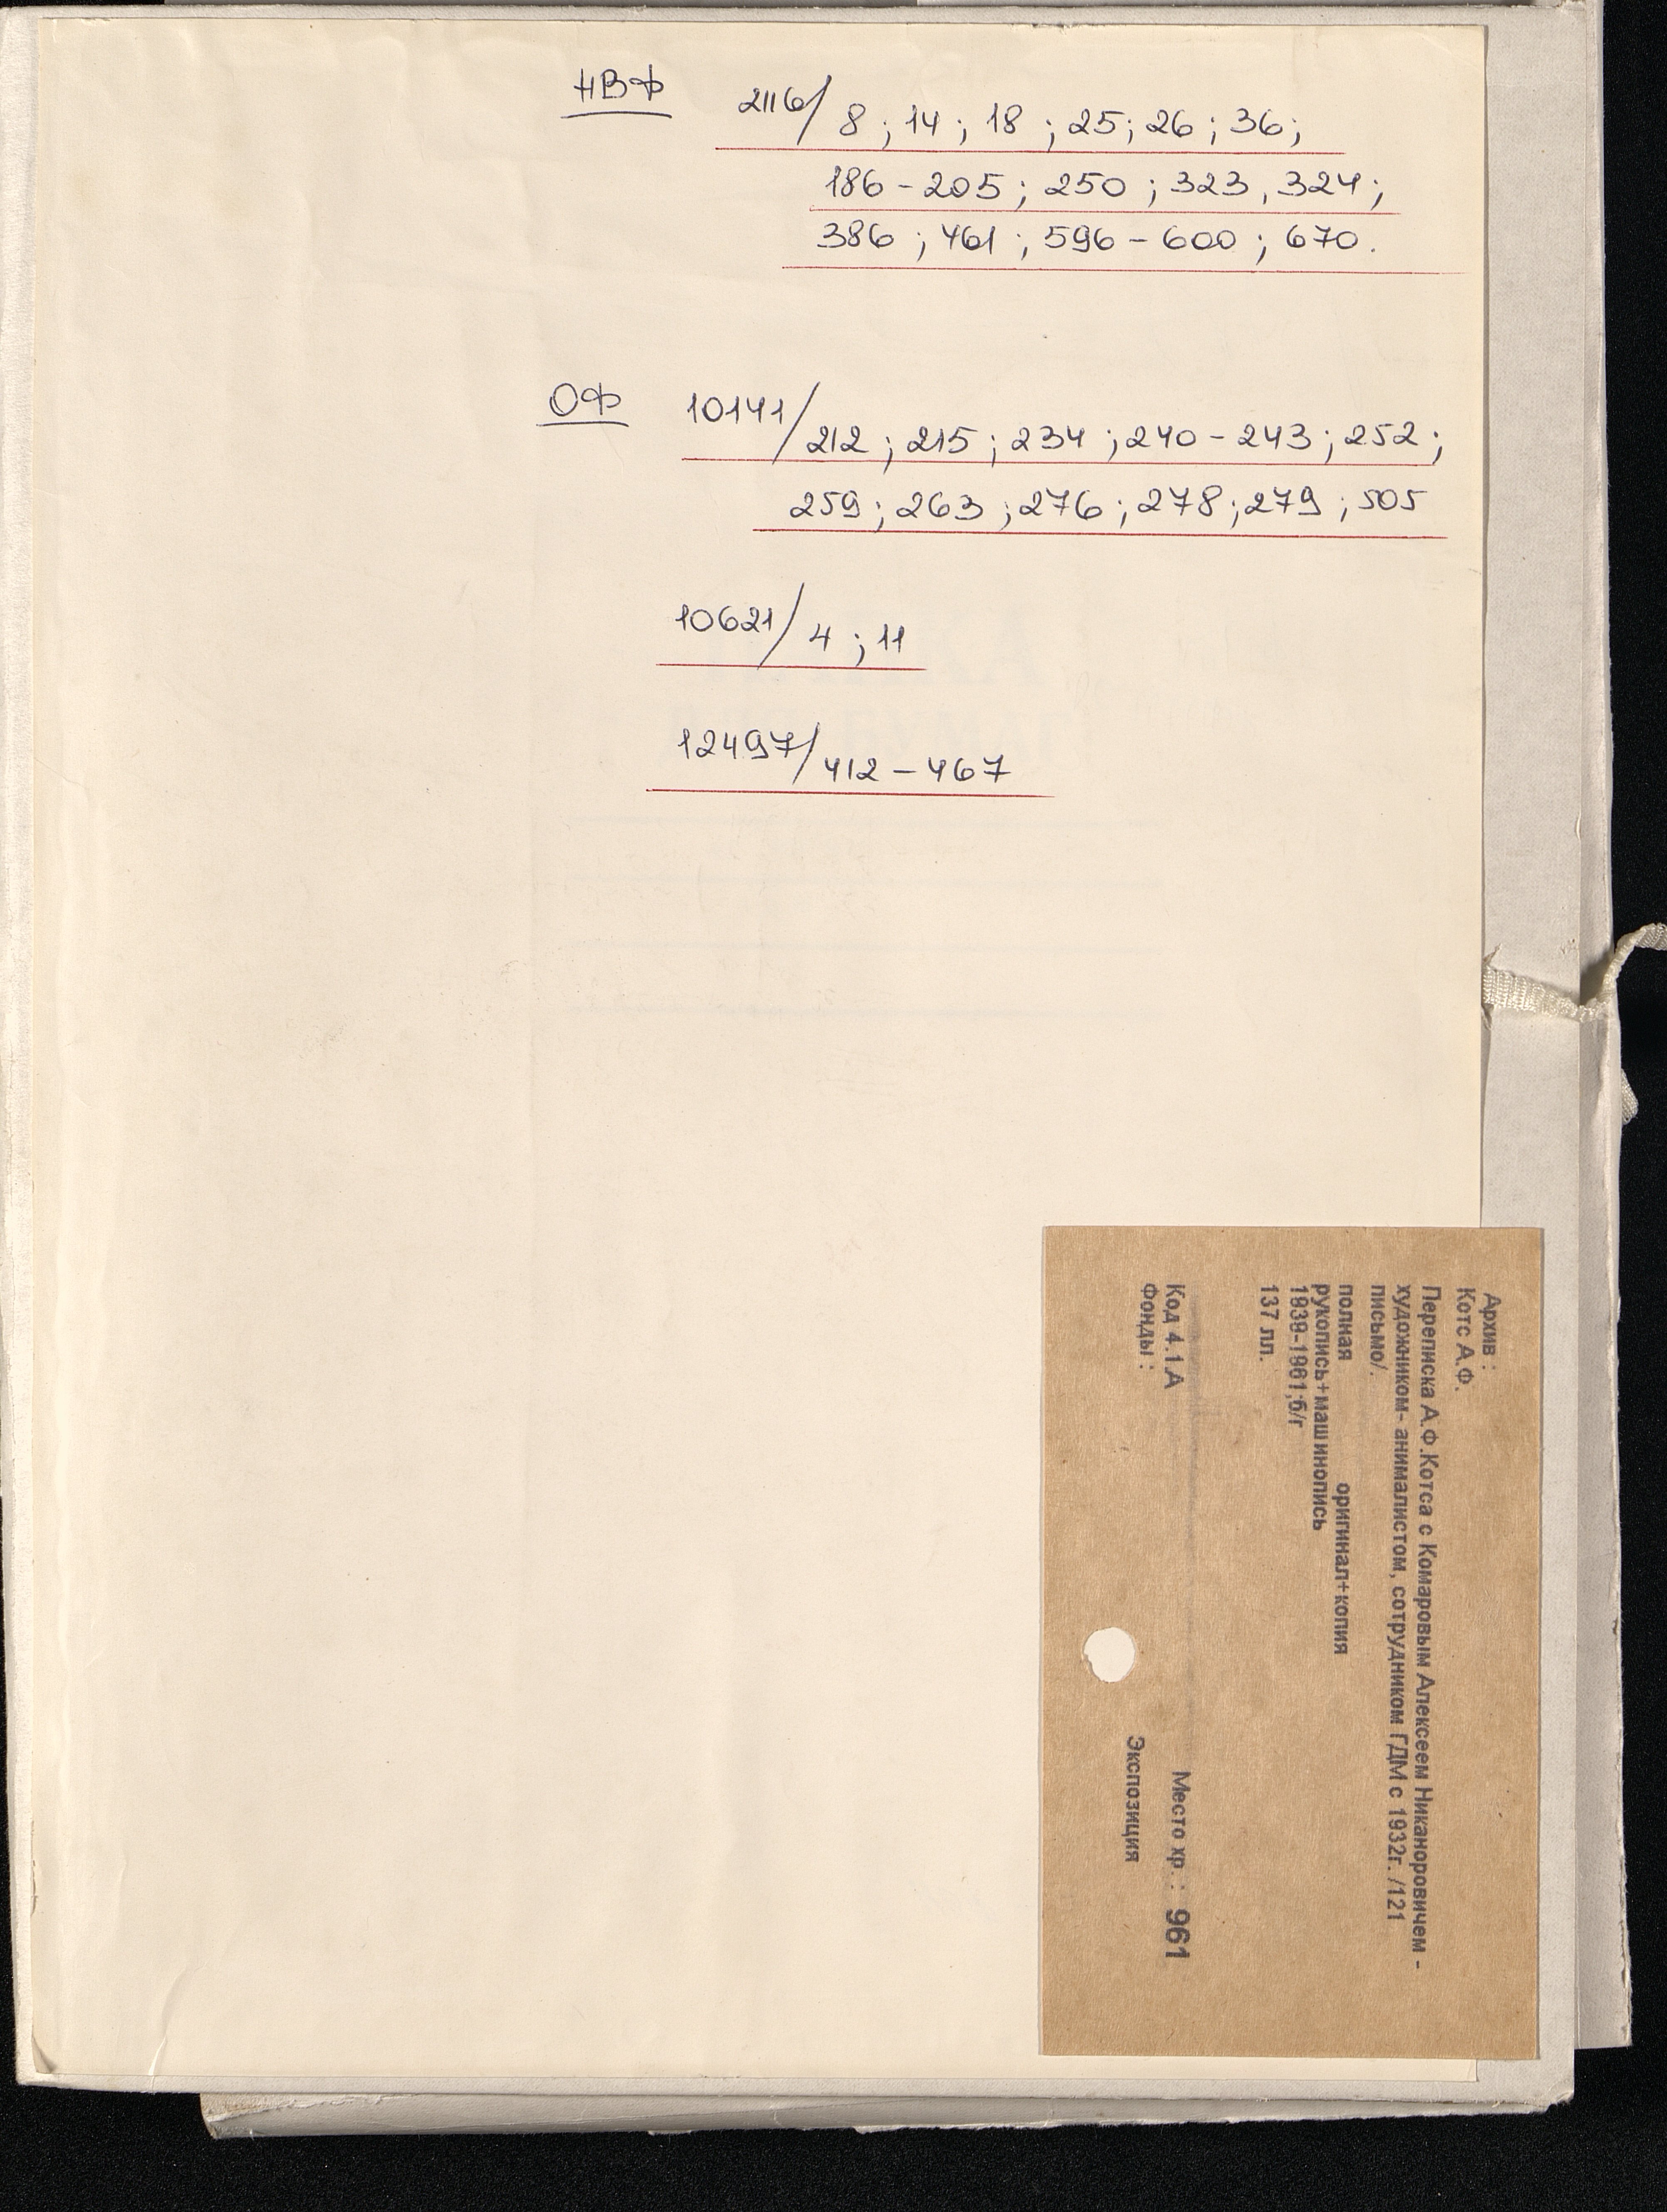 НВФ 2116/8; 14; 18; 25; 26; 36;
186-205; 250; 323, 324;
386; 461; 596-600; 670.
ОФ 10141/212; 215; 234; 240-243; 252;
259; 263; 276; 278; 279; 505
10621/4; 11
12497/412-467
Архив :
Котс А.Ф.
Переписка А.Ф.Котса с Комаровым Алексеем Никаноровичем -
художником- анималистом, сотрудником ГДМ с 1932г. /121
письмо/.
полная оригинал+копия
рукопись+машинопись
1939-1961;б/г
137 лл.
Код 4.1.А Место хр. : 961
Фонды : Экспозиция